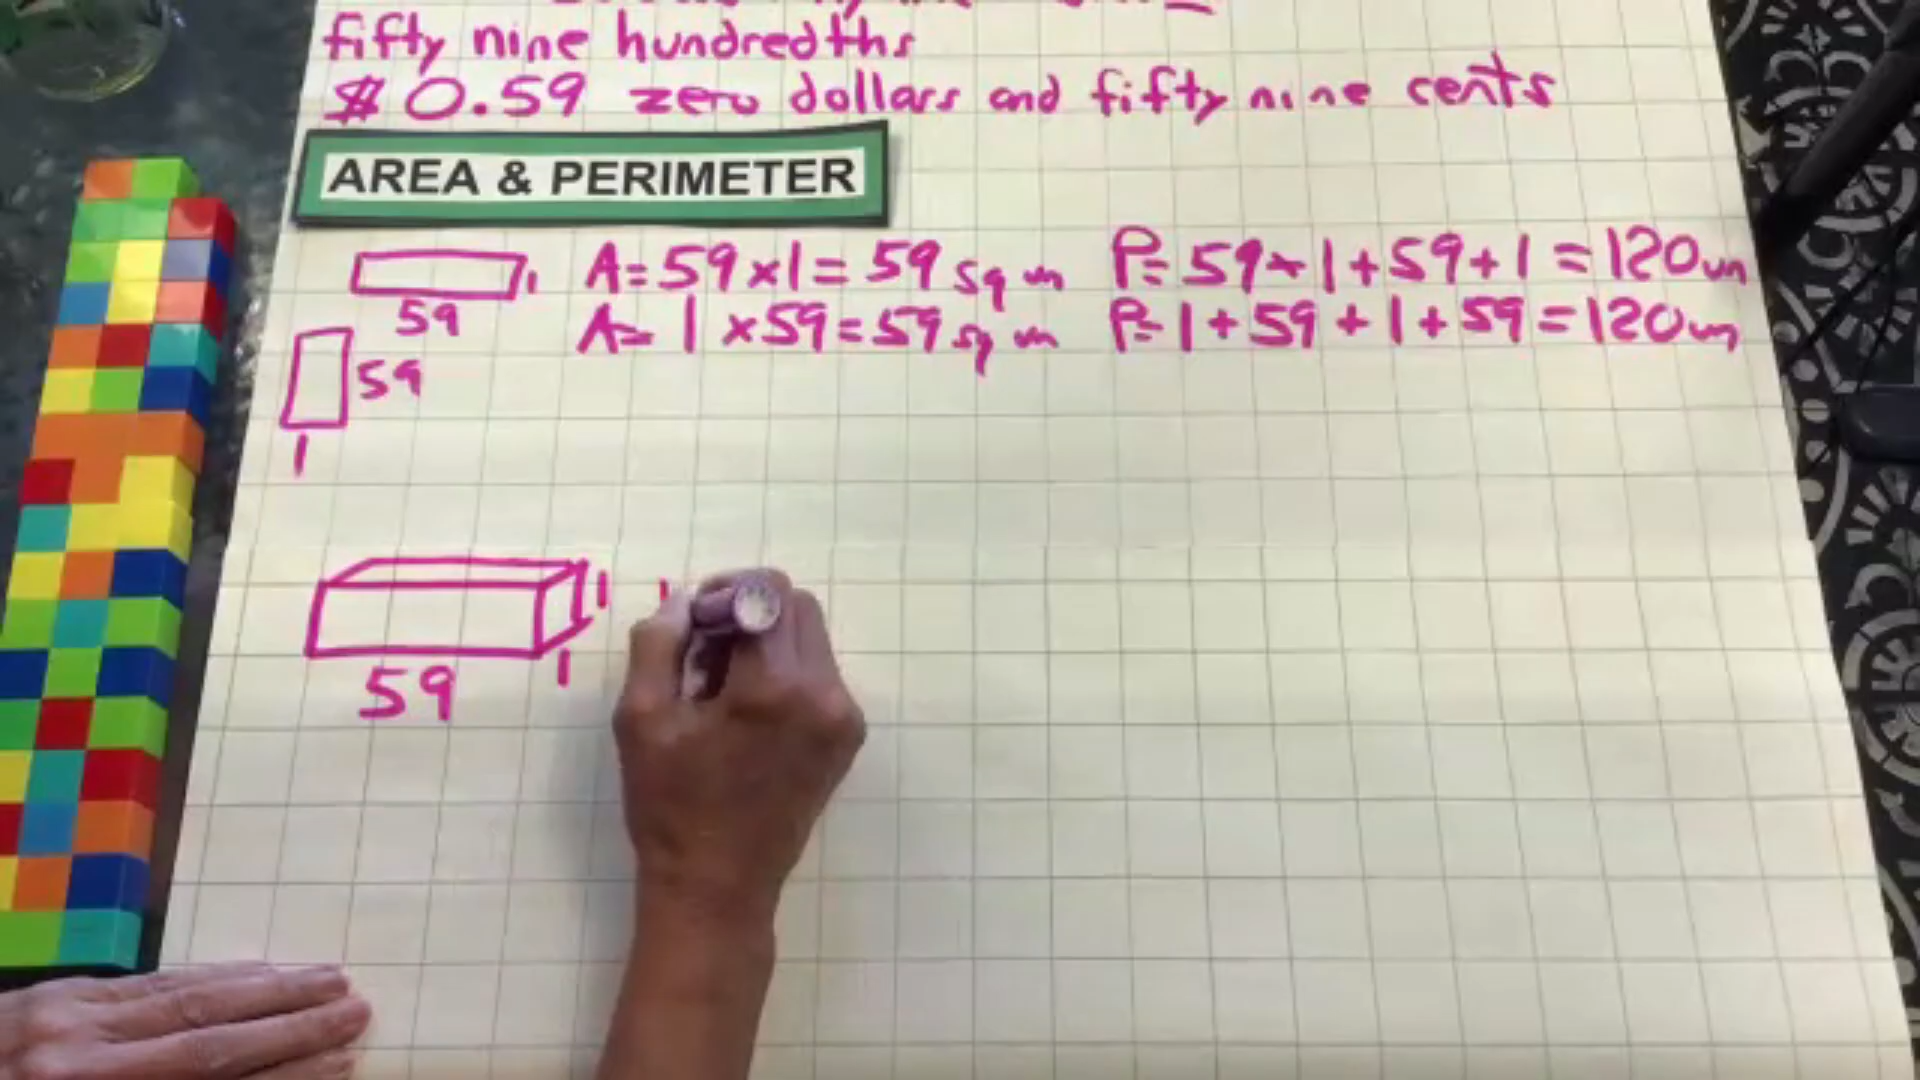 fifty nine hundredths
$ 0.59 zero dollars and fifty nine cents
AREA & PERIMETER
1 A=59×1=59 sq un P=59+1+59+1=120un
59
A=1×59=59 sq un P=1+59+1+59=120un
59
1
1
1
59